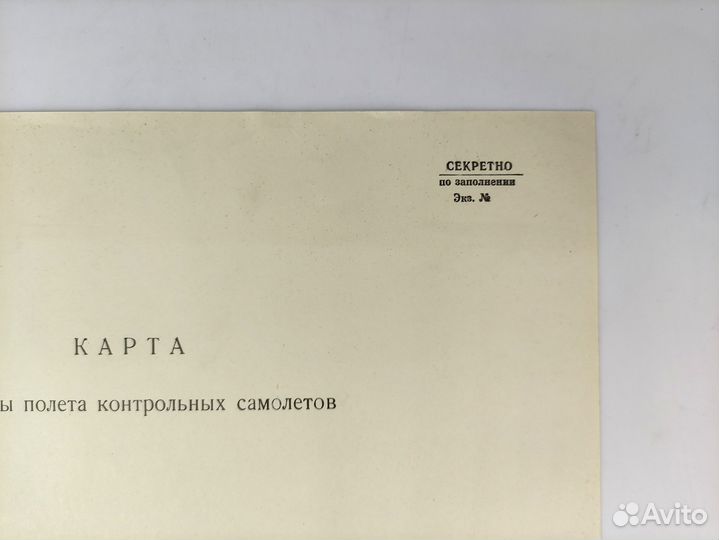 СЕКРЕТНО
по заполнении
Экз. №
КАРТА
ы полета контрольных самолетов
Avito